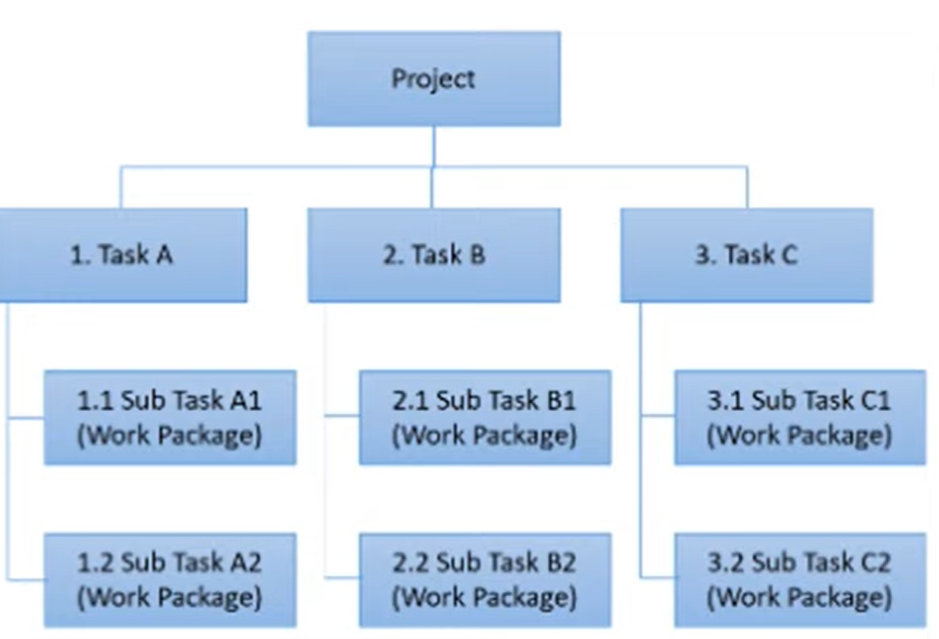 Project
1. Task A
2. Task B
3. Task C
1.1 Sub Task A1
(Work Package)
2.1 Sub Task B1
(Work Package)
3.1 Sub Task C1
(Work Package)
1.2 Sub Task A2
(Work Package)
2.2 Sub Task B2
(Work Package)
3.2 Sub Task C2
(Work Package)